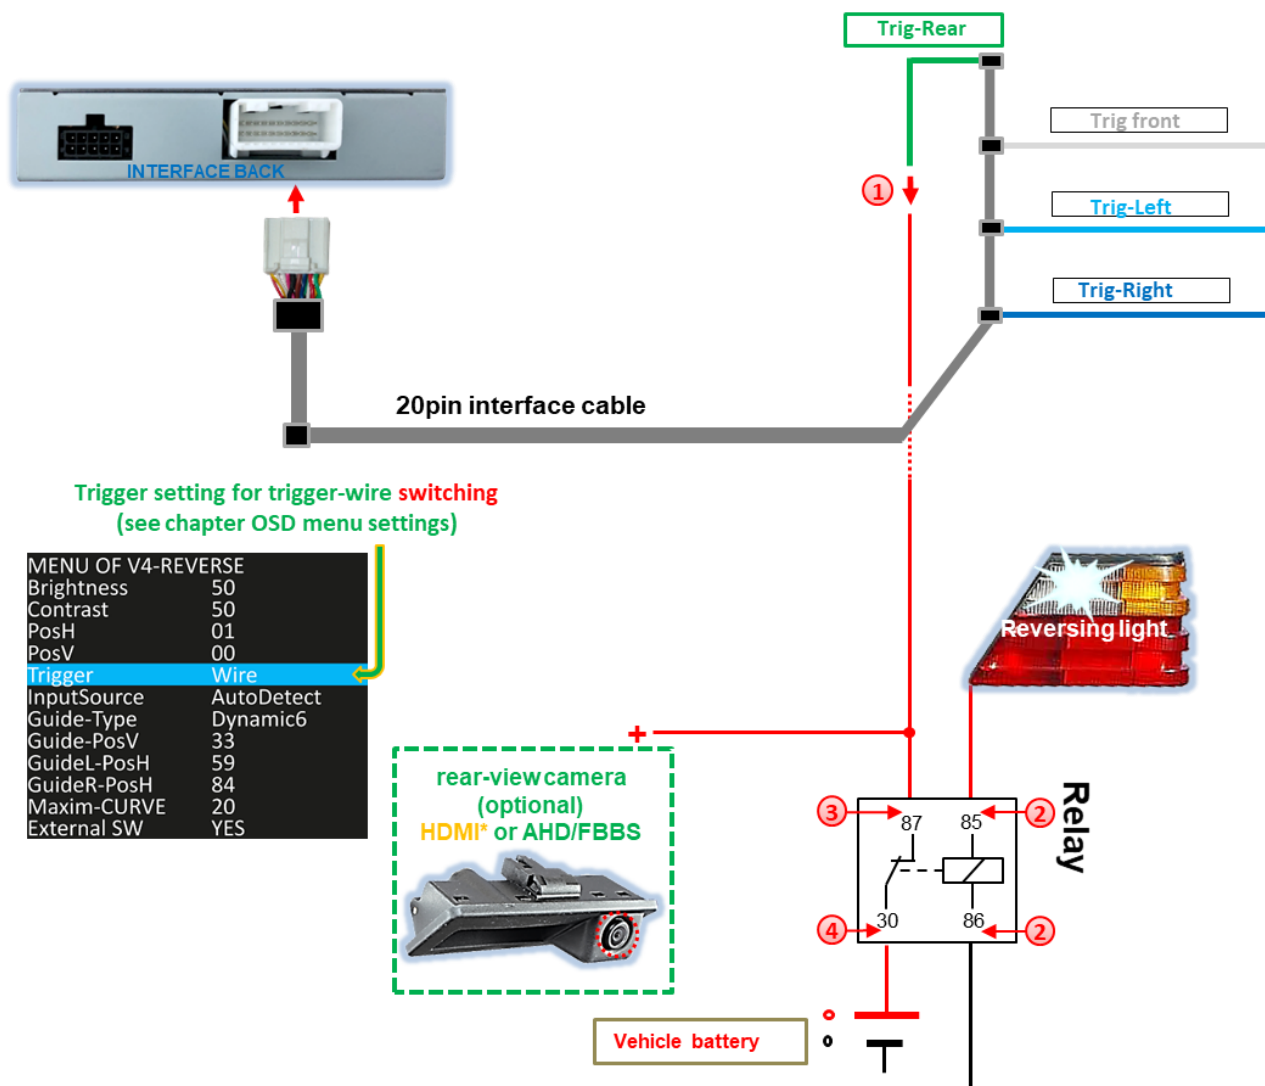 Trig-Rear
INTERFACE BACK
Trig front
1
Trig-Left
Trig-Right
20pin interface cable
Trigger setting for trigger-wire switching
(see chapter OSD menu settings)
MENU OF V4-REVERSE
Brightness 50
Contrast 50
PosH 01
PosV 00
Trigger Wire
InputSource AutoDetect
Guide-Type Dynamic6
Guide-PosV 33
GuideL-PosH 59
GuideR-PosH 84
Maxim-CURVE 20
External SW YES
Reversing light
+
rear-view camera
(optional)
HDMI* or AHD/FBBS
Relay
3 87 85 2
4 30 86 2
Vehicle battery